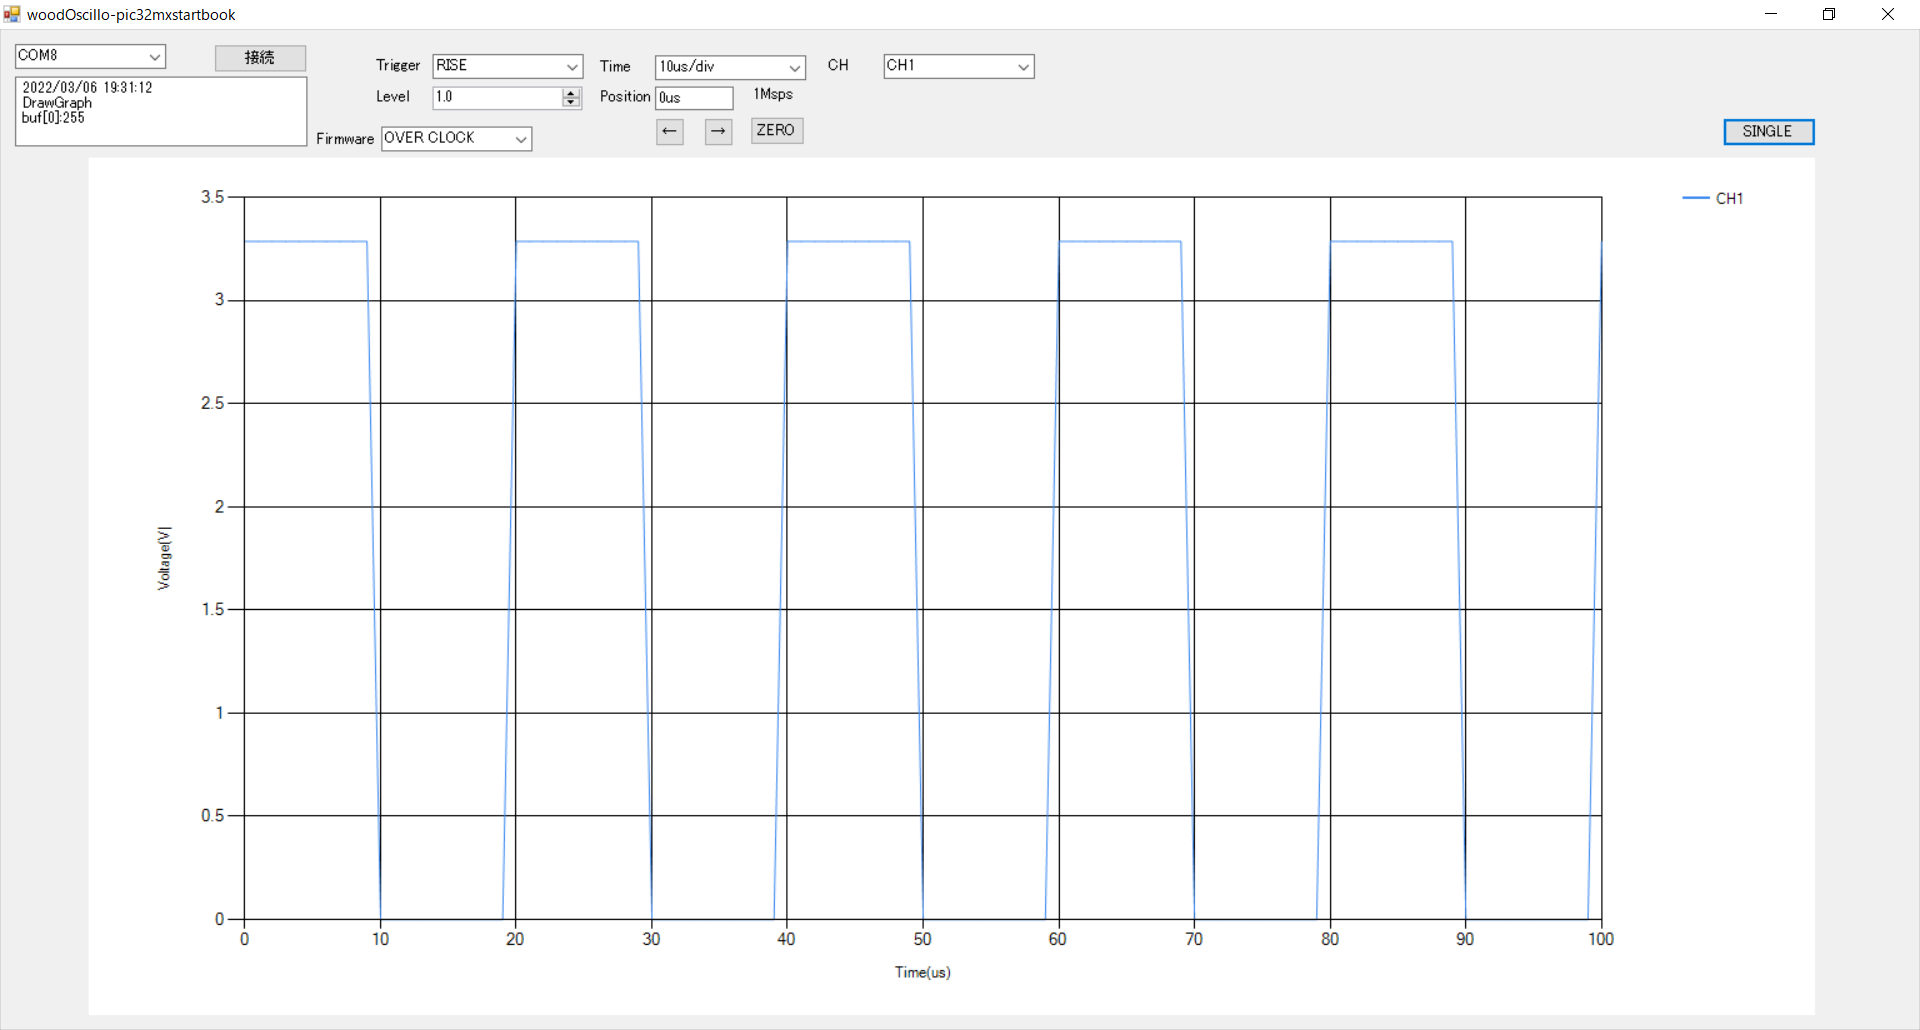 woodOscillo-pic32mxstartbook
COM8 接続
2022/03/06 19:31:12
DrawGraph
buf[0]:255
Trigger RISE Time 10us/div CH CH1
Level 1.0 Position 0us 1Msps
Firmware OVER CLOCK ← → ZERO SINGLE
CH1
3.5
3
2.5
2
1.5
1
0.5
0
Voltage(V|
0 10 20 30 40 50 60 70 80 90 100
Time(us)